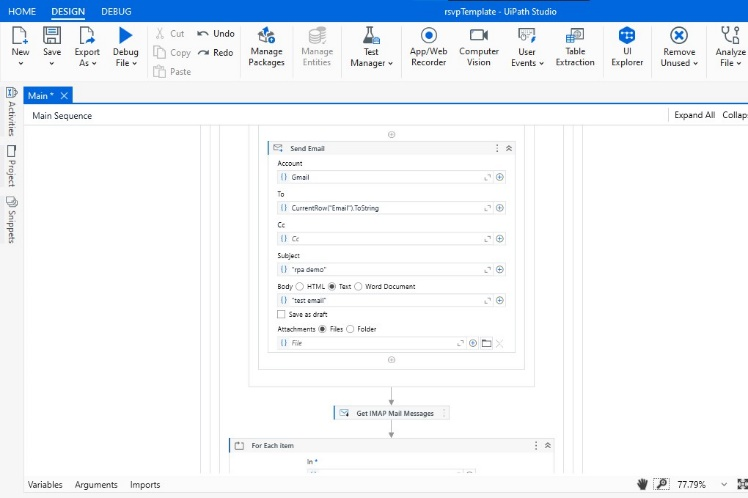 HOME DESIGN DEBUG rsvpTemplate - UiPath Studio
New Save Export As Debug File Cut Copy Paste Undo Redo Manage Packages Manage Entities Test Manager App/Web Recorder Computer Vision User Events Table Extraction UI Explorer Remove Unused Analyze File
Main *
Activities
Project
Snippets
Main Sequence Expand All Collap
Send Email
Account
Gmail
To
CurrentRow("Email").ToString
Cc
Cc
Subject
"rpa demo"
Body HTML Text Word Document
"test email"
Save as draft
Attachments Files Folder
File
Get IMAP Mail Messages
For Each item
In *
Variables Arguments Imports 77.79%